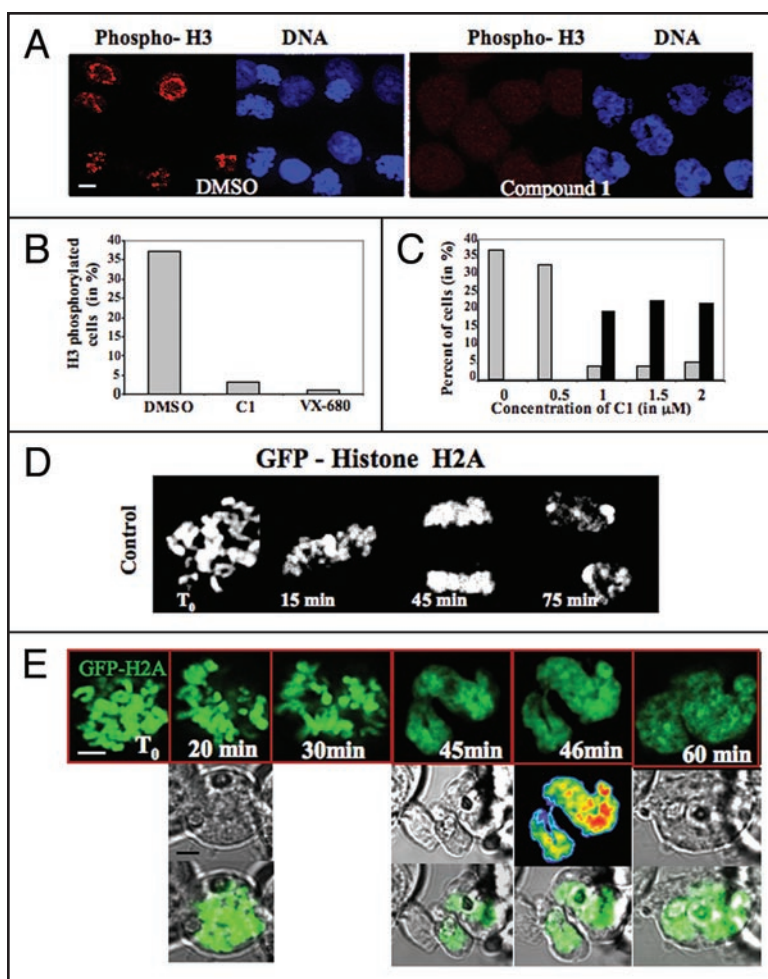 A
Phospho- H3 DNA Phospho- H3 DNA
DMSO Compound 1
B
H3 phosphorylated
cells (in %)
40
35
30
25
20
15
10
5
0
DMSO C1 VX-680
C
Percent of cells (in %)
40
35
30
25
20
15
10
5
0 0.5 1 1.5 2
Concentration of C1 (in μM)
D
GFP - Histone H2A
Control
T0 15 min 45 min 75 min
E
GFP-H2A
T0 20 min 30min 45min 46min 60 min